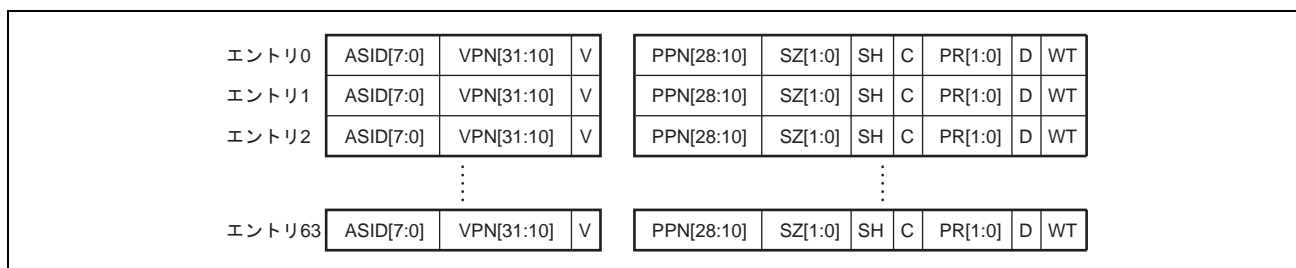 エントリ0 ASID[7:0] VPN[31:10] V PPN[28:10] SZ[1:0] SH C PR[1:0] D WT
エントリ1 ASID[7:0] VPN[31:10] V PPN[28:10] SZ[1:0] SH C PR[1:0] D WT
エントリ2 ASID[7:0] VPN[31:10] V PPN[28:10] SZ[1:0] SH C PR[1:0] D WT
エントリ63 ASID[7:0] VPN[31:10] V PPN[28:10] SZ[1:0] SH C PR[1:0] D WT